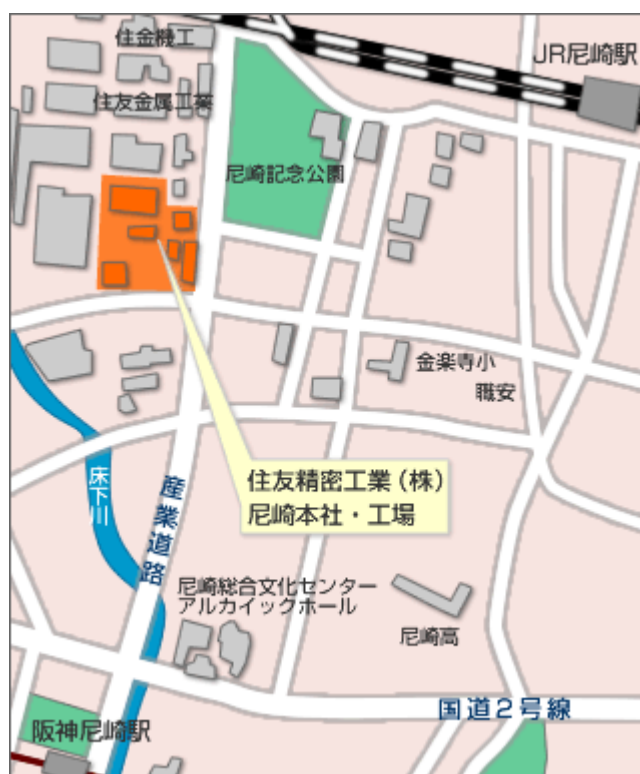 住金機工
JR尼崎駅
住友金属工業
尼崎記念公園
金楽寺小
職安
住友精密工業(株)
尼崎本社・工場
床下川
産業道路
尼崎総合文化センター
アルカイックホール
尼崎高
国道2号線
阪神尼崎駅